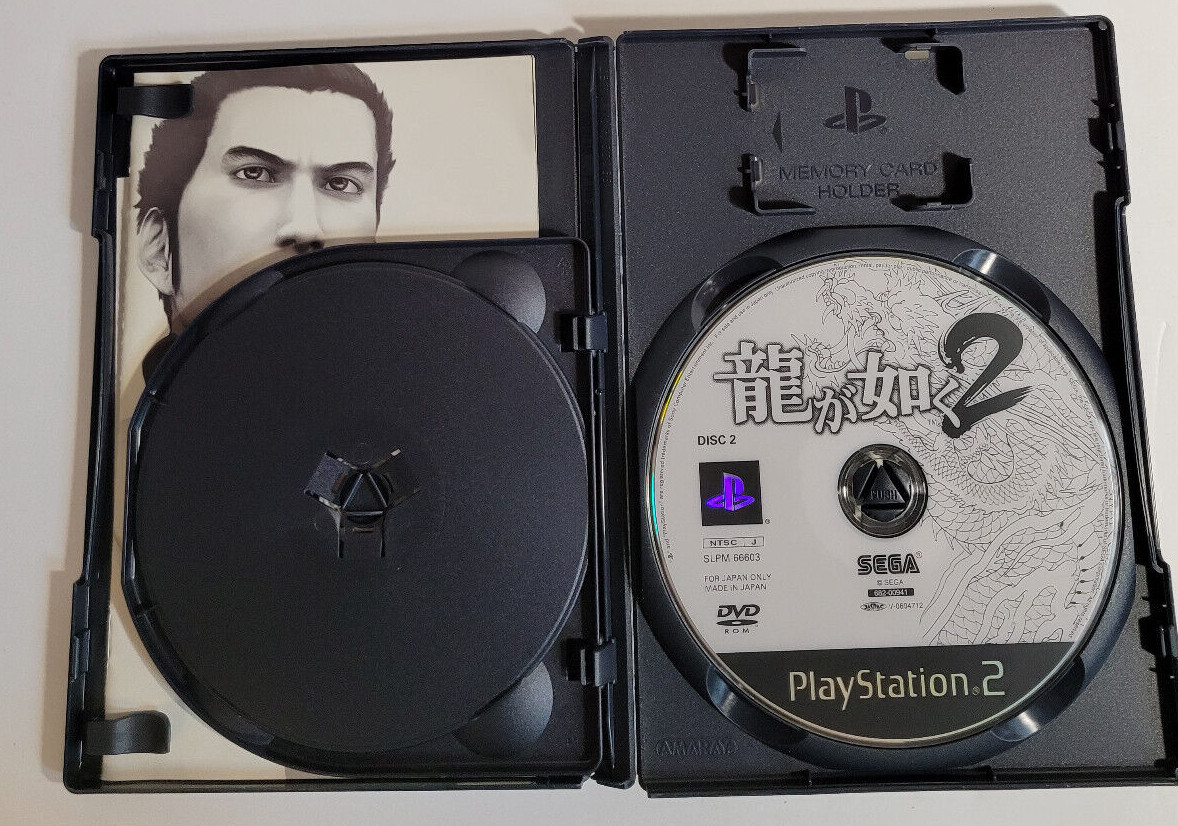 MEMORY CARD
HOLDER
龍が如く2
DISC 2
NTSC J
SLPM 66603
FOR JAPAN ONLY
MADE IN JAPAN
DVD
ROM
PUSH
SEGA®
© SEGA
682-00941
V-0604712
PlayStation®2
AMARAY